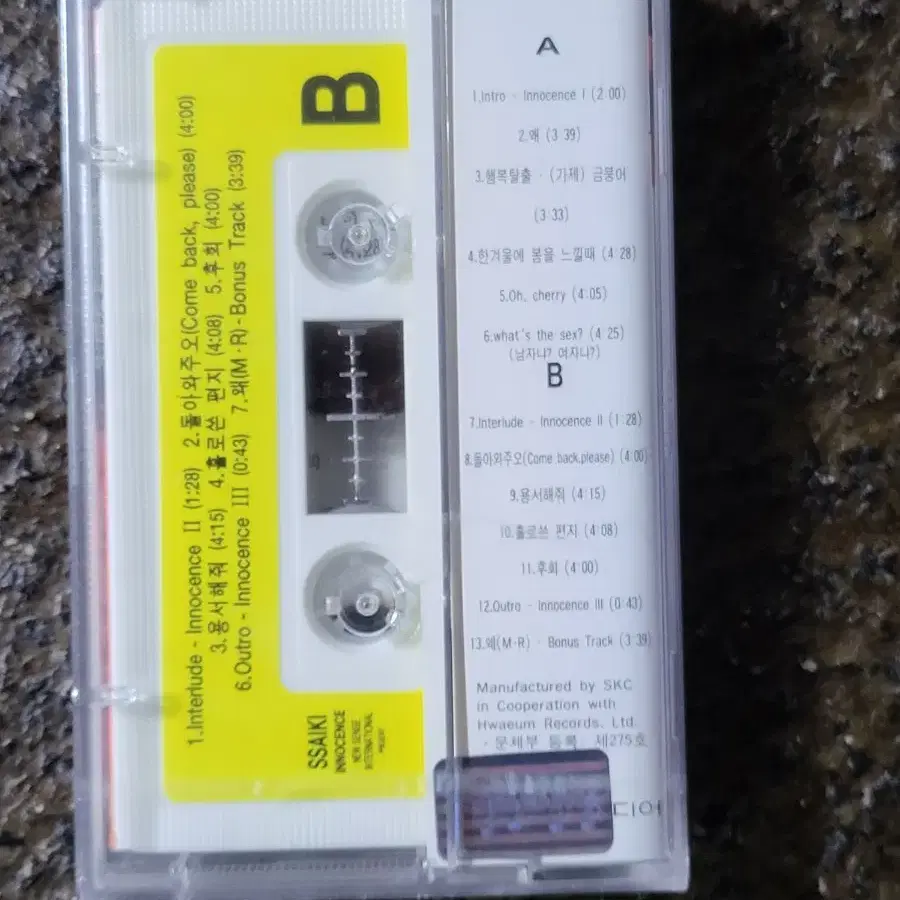 B
1.Interlude - Innocence II (1:28) 2.돌아와주오(Come back, please) (4:00)
3.용서해줘 (4:15) 4.홀로쓴 편지 (4:08) 5.후회 (4:00)
6.Outro - Innocence III (0:43) 7.왜(M·R)-Bonus Track (3:39)
SSAIKI
INNOCENCE
NEW SENSE
INTERNATIONAL
A
1.Intro - Innocence I (2:00)
2.왜 (3:39)
3.행복탈출 · (가제) 금붕어
(3:33)
4.한겨울에 봄을 느낄때 (4:28)
5.Oh, cherry (4:05)
6.what's the sex? (4:25)
(남자냐? 여자냐?)
B
7.Interlude - Innocence II (1:28)
8.돌아와주오(Come back,please) (4:00)
9.용서해줘 (4:15)
10.홀로쓴 편지 (4:08)
11.후회 (4:00)
12.Outro - Innocence III (0:43)
13.왜(M·R) - Bonus Track (3:39)
Manufactured by SKC
in Cooperation with
Hwaeum Records, Ltd.
·문체부 등록 제275호
디어